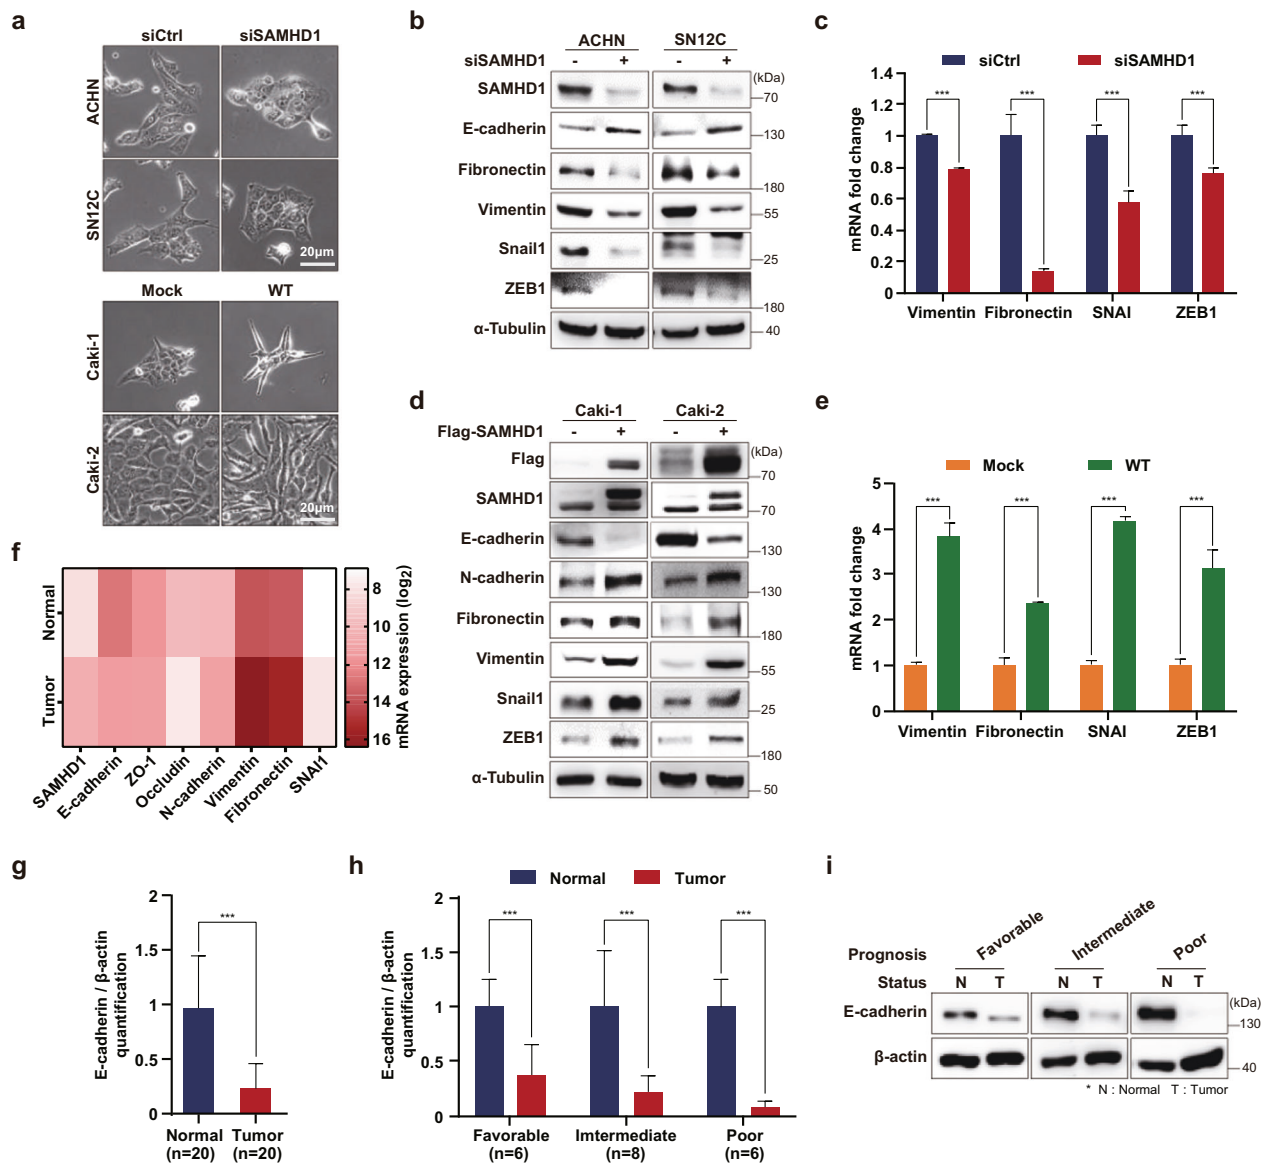 a
siCtrl siSAMHD1
ACHN
SN12C
20µm
Mock WT
Caki-1
Caki-2
20µm
b
ACHN SN12C
siSAMHD1 - + - +
(kDa)
SAMHD1 70
E-cadherin 130
Fibronectin 180
Vimentin 55
Snail1 25
ZEB1 180
α-Tubulin 40
c
siCtrl siSAMHD1
mRNA fold change
1.4
1.2
1
0.8
0.6
0.4
0.2
0
*** *** *** ***
Vimentin Fibronectin SNAI ZEB1
d
Caki-1 Caki-2
Flag-SAMHD1 - + - +
(kDa)
Flag 70
SAMHD1 70
E-cadherin 130
N-cadherin 130
Fibronectin 180
Vimentin 55
Snail1 25
ZEB1 180
α-Tubulin 50
e
Mock WT
mRNA fold change
5
4
3
2
1
0
*** *** *** ***
Vimentin Fibronectin SNAI ZEB1
f
Normal
Tumor
SAMHD1 E-cadherin ZO-1 Occludin N-cadherin Vimentin Fibronectin SNAI1
8
10
12
14
16
mRNA expression (log2)
g
E-cadherin / β-actin
quantification
2
1.5
1
0.5
0
***
Normal Tumor
(n=20) (n=20)
h
Normal Tumor
E-cadherin / β-actin
quantification
2
1.5
1
0.5
0
*** *** ***
Favorable Imtermediate Poor
(n=6) (n=8) (n=6)
i
Prognosis Favorable Intermediate Poor
Status N T N T N T
(kDa)
E-cadherin 130
β-actin 40
* N : Normal T : Tumor